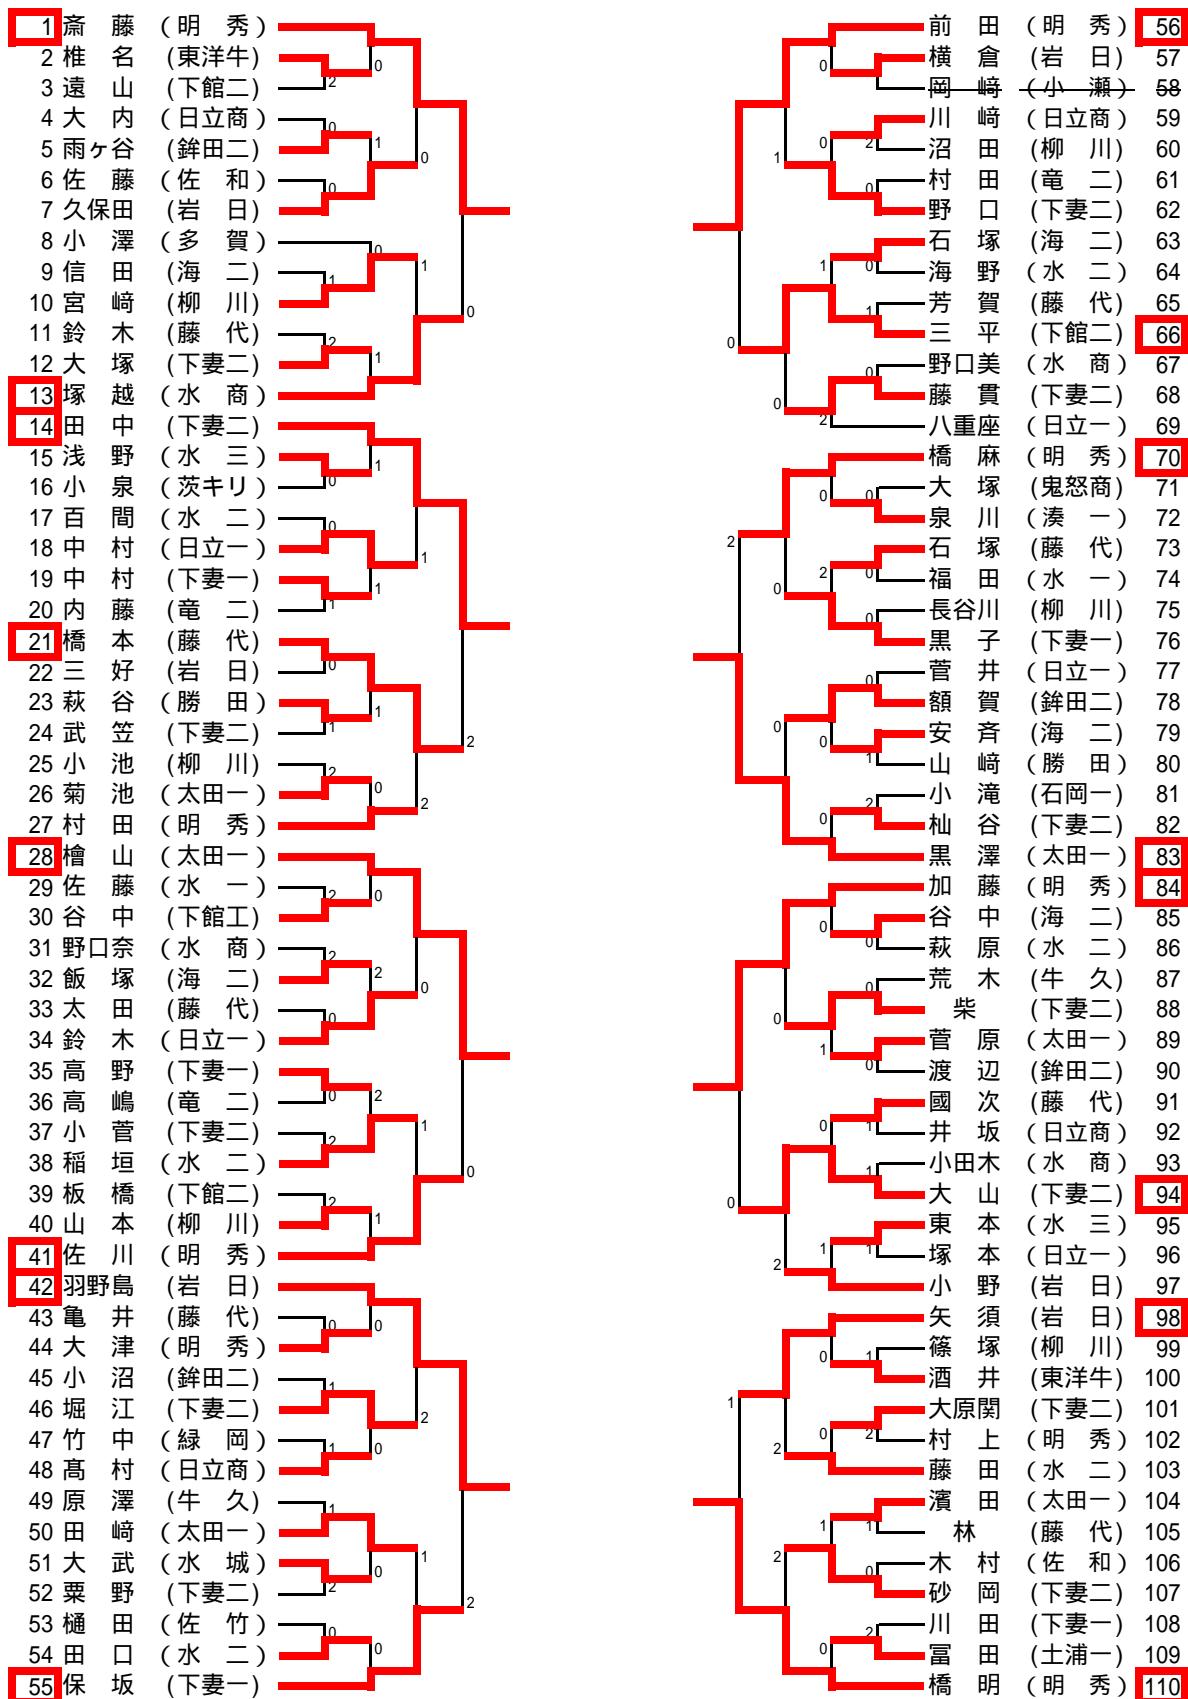 1 斎　藤 （明　秀）
2 椎　名 (東洋牛)
3 遠　山 (下館二)
4 大　内 （日立商）
5 雨ヶ谷 (鉾田二)
6 佐　藤 （佐　和）
7 久保田 (岩　日)
8 小　澤 （多　賀）
9 信　田 (海　二)
10 宮　﨑 (柳　川)
11 鈴　木 (藤　代)
12 大　塚 (下妻二)
13 塚　越 （水　商）
14 田　中 (下妻二)
15 浅　野 （水　三）
16 小　泉 （茨キリ）
17 百　間 （水　二）
18 中　村 （日立一）
19 中　村 (下妻一)
20 内　藤 (竜　二)
21 橋　本 (藤　代)
22 三　好 (岩　日)
23 萩　谷 （勝　田）
24 武　笠 (下妻二)
25 小　池 (柳　川)
26 菊　池 （太田一）
27 村　田 （明　秀）
28 檜　山 （太田一）
29 佐　藤 （水　一）
30 谷　中 (下館工)
31 野口奈 （水　商）
32 飯　塚 (海　二)
33 太　田 (藤　代)
34 鈴　木 （日立一）
35 高　野 (下妻一)
36 高　嶋 (竜　二)
37 小　菅 (下妻二)
38 稲　垣 （水　二）
39 板　橋 (下館二)
40 山　本 (柳　川)
41 佐　川 （明　秀）
42 羽野島 (岩　日)
43 亀　井 (藤　代)
44 大　津 （明　秀）
45 小　沼 (鉾田二)
46 堀　江 (下妻二)
47 竹　中 （緑　岡）
48 髙　村 （日立商）
49 原　澤 (牛　久)
50 田　﨑 （太田一）
51 大　武 （水　城）
52 粟　野 (下妻二)
53 樋　田 （佐　竹）
54 田　口 （水　二）
55 保　坂 (下妻一)
前　田 （明　秀） 56
横　倉 (岩　日) 57
岡　﨑 （小　瀬） 58
川　﨑 （日立商） 59
沼　田 (柳　川) 60
村　田 (竜　二) 61
野　口 (下妻二) 62
石　塚 (海　二) 63
海　野 （水　二） 64
芳　賀 (藤　代) 65
三　平 (下館二) 66
野口美 （水　商） 67
藤　貫 (下妻二) 68
八重座 （日立一） 69
橋　麻 （明　秀） 70
大　塚 (鬼怒商) 71
泉　川 （湊　一） 72
石　塚 (藤　代) 73
福　田 （水　一） 74
長谷川 (柳　川) 75
黒　子 (下妻一) 76
菅　井 （日立一） 77
額　賀 (鉾田二) 78
安　斉 (海　二) 79
山　﨑 （勝　田） 80
小　滝 (石岡一) 81
杣　谷 (下妻二) 82
黒　澤 （太田一） 83
加　藤 （明　秀） 84
谷　中 (海　二) 85
萩　原 （水　二） 86
荒　木 (牛　久) 87
柴 (下妻二) 88
菅　原 （太田一） 89
渡　辺 (鉾田二) 90
國　次 (藤　代) 91
井　坂 （日立商） 92
小田木 （水　商） 93
大　山 (下妻二) 94
東　本 （水　三） 95
塚　本 （日立一） 96
小　野 (岩　日) 97
矢　須 (岩　日) 98
篠　塚 (柳　川) 99
酒　井 (東洋牛) 100
大原関 (下妻二) 101
村　上 （明　秀） 102
藤　田 （水　二） 103
濱　田 （太田一） 104
林 (藤　代) 105
木　村 （佐　和） 106
砂　岡 (下妻二) 107
川　田 (下妻一) 108
冨　田 (土浦一) 109
橋　明 （明　秀） 110